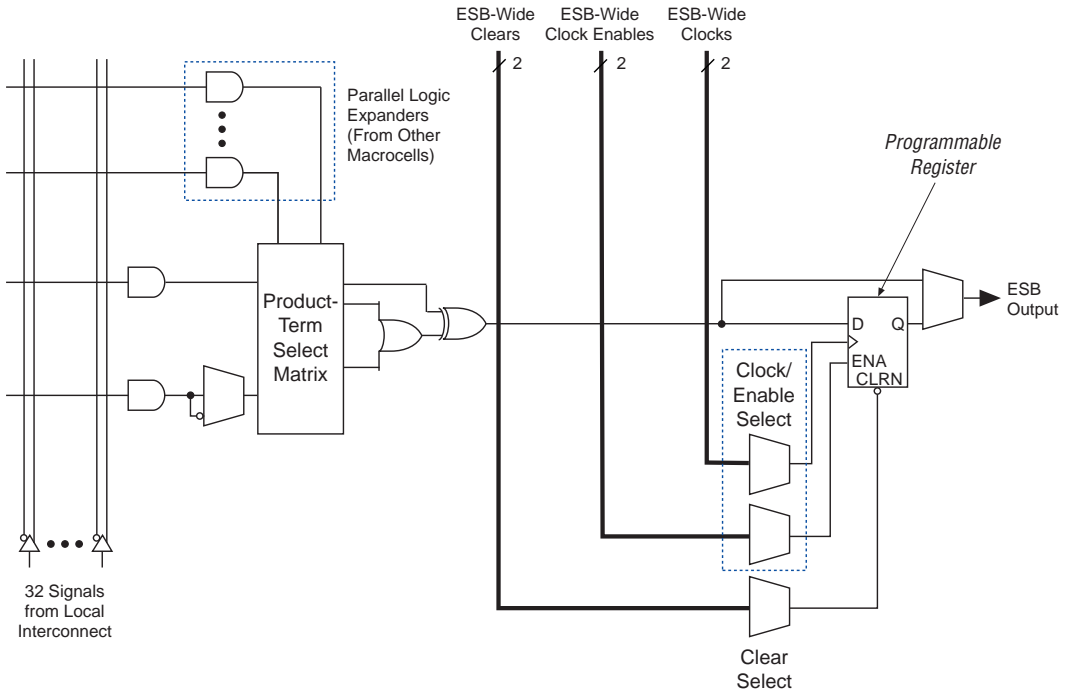 ESB-Wide
Clears
ESB-Wide
Clock Enables
ESB-Wide
Clocks
2
2
2
Parallel Logic
Expanders
(From Other
Macrocells)
Programmable
Register
Product-
Term
Select
Matrix
ESB
Output
D
Q
ENA
CLRN
Clock/
Enable
Select
32 Signals
from Local
Interconnect
Clear
Select